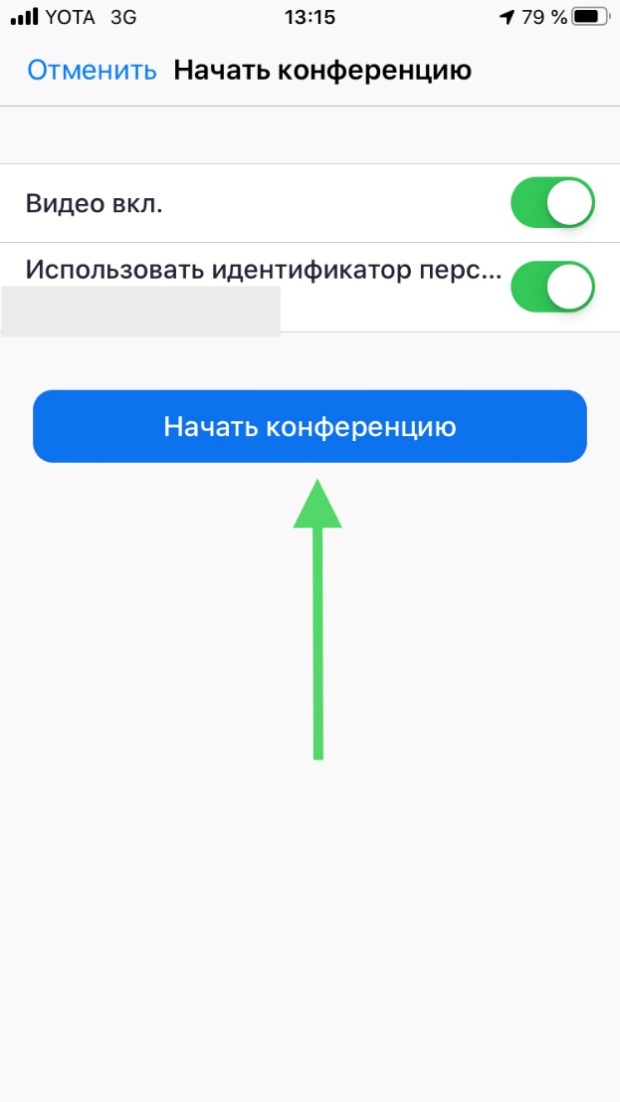 YOTA 3G 13:15 79 %
Отменить Начать конференцию
Видео вкл.
Использовать идентификатор перс...
Начать конференцию